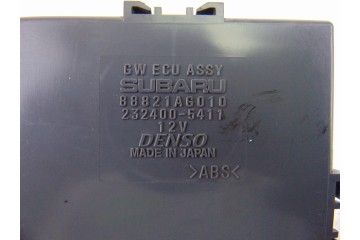 GW ECU ASSY
SUBARU
88821AG010
232400-5411
12V
DENSO
MADE IN JAPAN
>ABS<